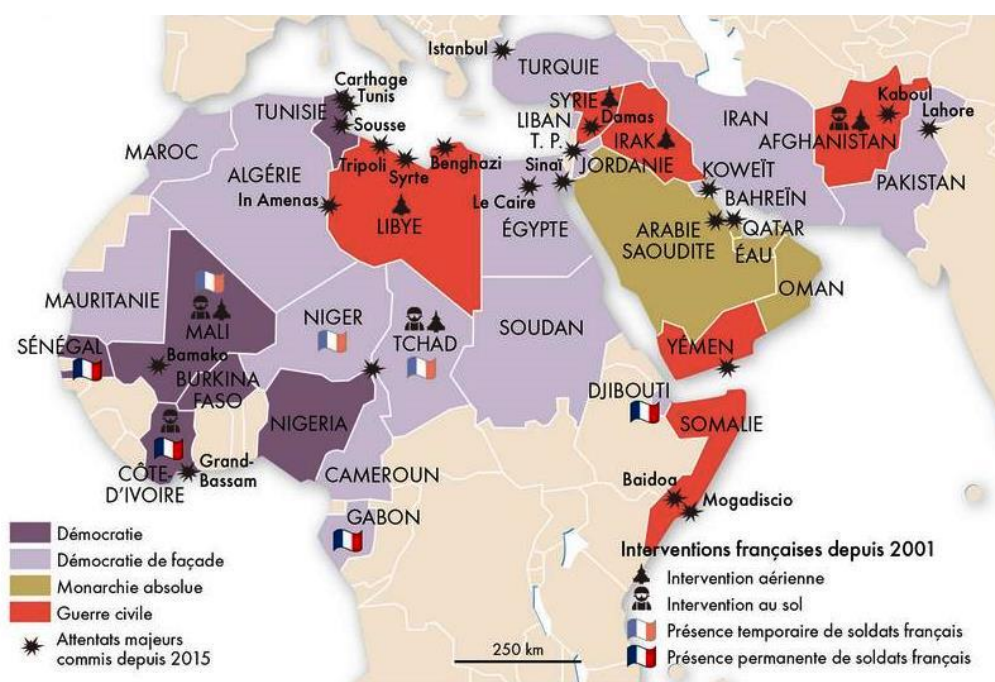 Istanbul
TURQUIE
Carthage
Tunis
TUNISIE
Sousse
SYRIE
Damas
LIBAN
T. P.
IRAK
IRAN
Kaboul
Lahore
AFGHANISTAN
MAROC
Tripoli
Syrte
Benghazi
Sinaï
JORDANIE
KOWEÏT
PAKISTAN
ALGÉRIE
In Amenas
LIBYE
Le Caire
ÉGYPTE
BAHREÏN
ARABIE
SAOUDITE
QATAR
ÉAU
OMAN
MAURITANIE
MALI
NIGER
TCHAD
SOUDAN
YÉMEN
SÉNÉGAL
Bamako
BURKINA
FASO
NIGERIA
DJIBOUTI
SOMALIE
CÔTE-
D'IVOIRE
Grand-
Bassam
CAMEROUN
GABON
Baidoa
Mogadiscio
Démocratie
Démocratie de façade
Monarchie absolue
Guerre civile
Attentats majeurs
commis depuis 2015
250 km
Interventions françaises depuis 2001
Intervention aérienne
Intervention au sol
Présence temporaire de soldats français
Présence permanente de soldats français